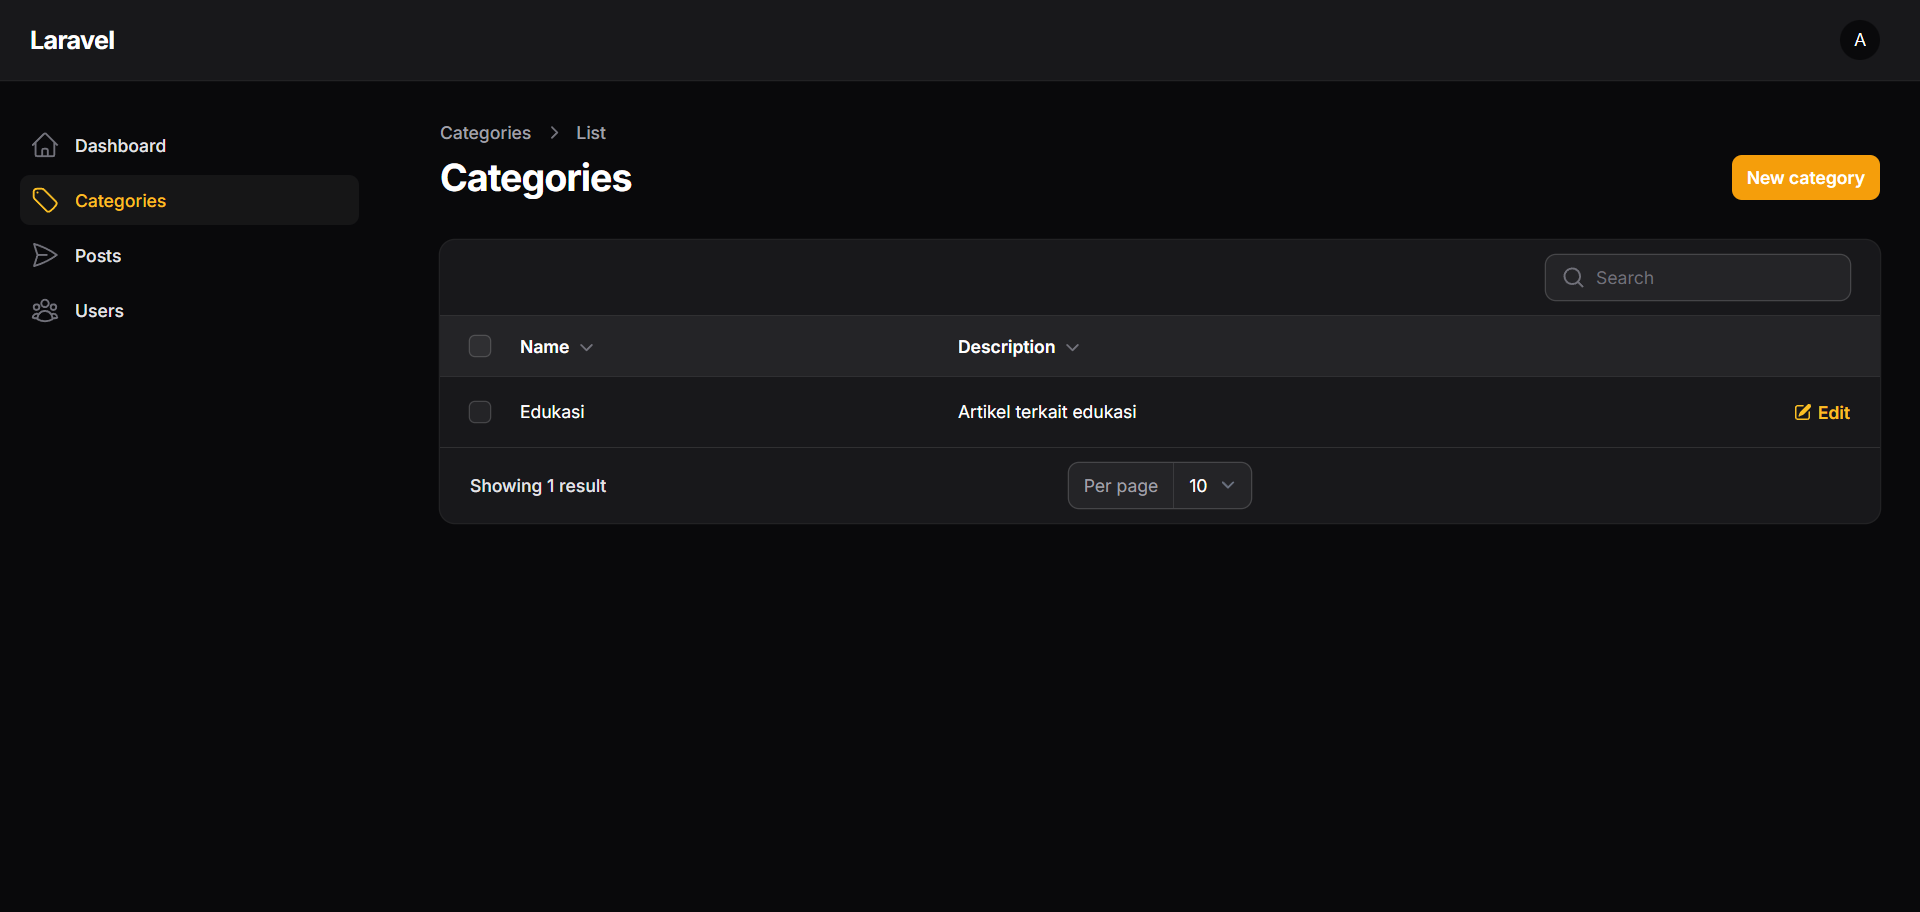 Laravel
A
Dashboard
Categories
Posts
Users
Categories > List
Categories
New category
Search
Name
Description
Edukasi
Artikel terkait edukasi
Edit
Showing 1 result
Per page
10